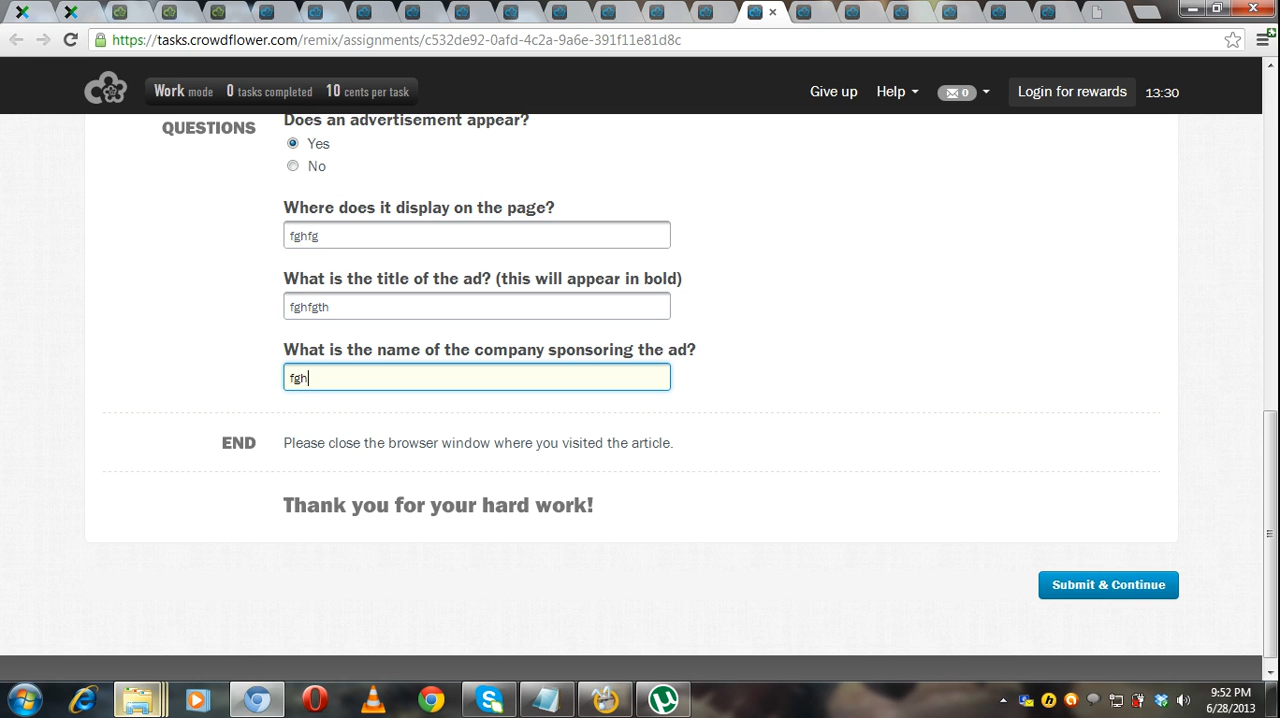 https://tasks.crowdflower.com/remix/assignments/c532de92-0afd-4c2a-9a6e-391f11e81d8c
Work mode 0 tasks completed 10 cents per task
Give up Help 0 Login for rewards 13:30
QUESTIONS
Does an advertisement appear?
Yes
No
Where does it display on the page?
fghfg
What is the title of the ad? (this will appear in bold)
fghfgth
What is the name of the company sponsoring the ad?
fgh
END
Please close the browser window where you visited the article.
Thank you for your hard work!
Submit & Continue
9:52 PM
6/28/2013